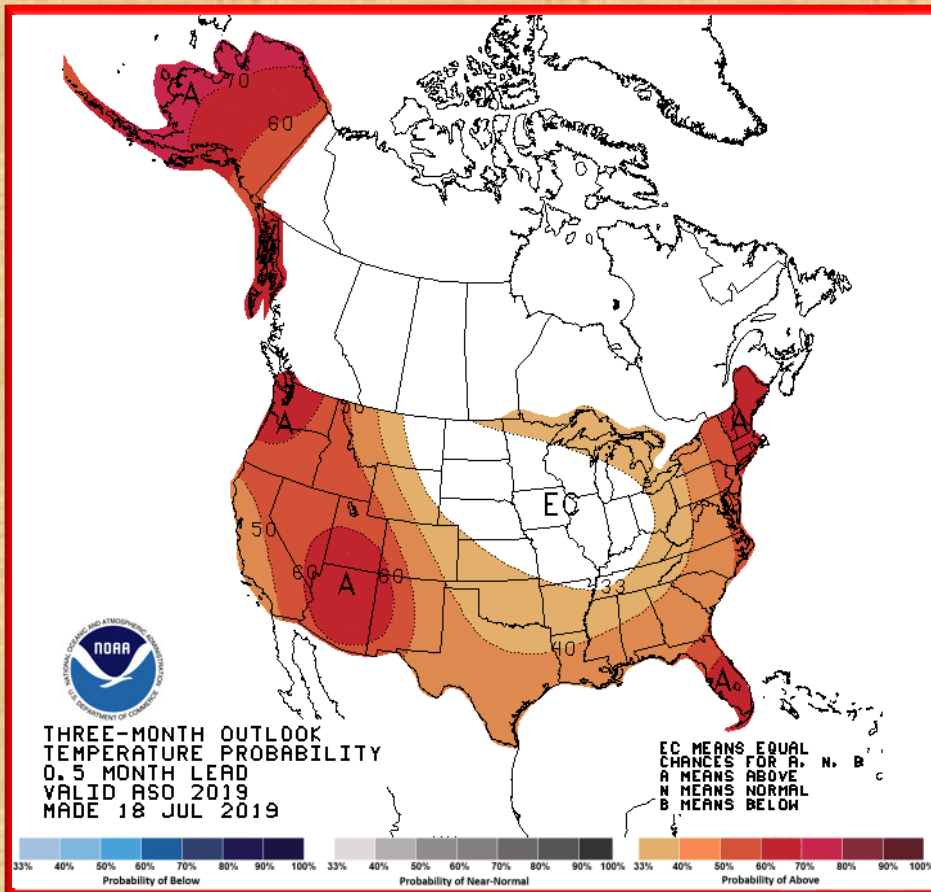 A
70
60
A
50
EC
A
50
60
A
60
33
40
A
NATIONAL OCEANIC AND ATMOSPHERIC ADMINISTRATION
NOAA
U.S. DEPARTMENT OF COMMERCE
THREE-MONTH OUTLOOK
TEMPERATURE PROBABILITY
0.5 MONTH LEAD
VALID ASO 2019
MADE 18 JUL 2019
EC MEANS EQUAL
CHANCES FOR A, N, B
A MEANS ABOVE
N MEANS NORMAL
B MEANS BELOW
33% 40% 50% 60% 70% 80% 90% 100%
Probability of Below
33% 40% 50% 60% 70% 80% 90% 100%
Probability of Near-Normal
33% 40% 50% 60% 70% 80% 90% 100%
Probability of Above